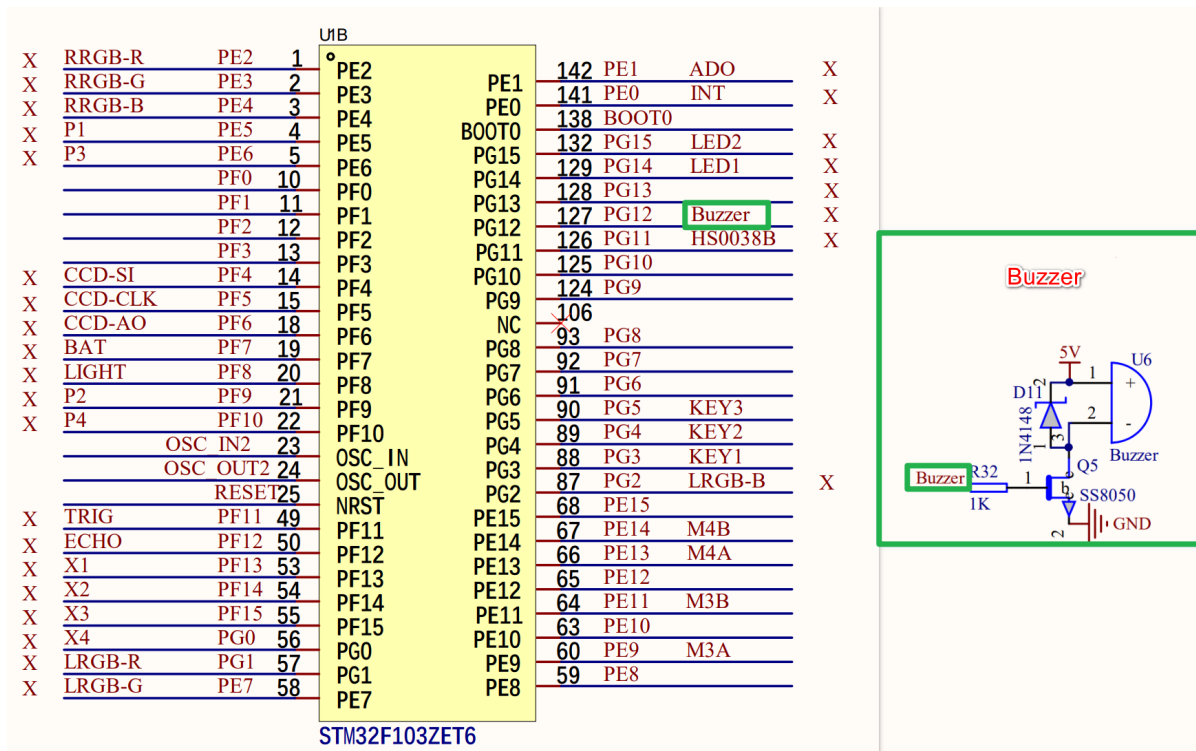 U1B
X RRGB-R PE2 1 PE2
X RRGB-G PE3 2 PE3
X RRGB-B PE4 3 PE4
X P1 PE5 4 PE5
X P3 PE6 5 PE6
PF0 10 PF0
PF1 11 PF1
PF2 12 PF2
PF3 13 PF3
X CCD-SI PF4 14 PF4
X CCD-CLK PF5 15 PF5
X CCD-AO PF6 18 PF6
X BAT PF7 19 PF7
X LIGHT PF8 20 PF8
X P2 PF9 21 PF9
X P4 PF10 22 PF10
OSC_IN2 23 OSC_IN
OSC_OUT2 24 OSC_OUT
RESET 25 NRST
X TRIG PF11 49 PF11
X ECHO PF12 50 PF12
X X1 PF13 53 PF13
X X2 PF14 54 PF14
X X3 PF15 55 PF15
X X4 PG0 56 PG0
X LRGB-R PG1 57 PG1
X LRGB-G PE7 58 PE7
PE1 142 PE1 ADO X
PE0 141 PE0 INT X
BOOT0 138 BOOT0
PG15 132 PG15 LED2 X
PG14 129 PG14 LED1 X
PG13 128 PG13 X
PG12 127 PG12 Buzzer X
PG11 126 PG11 HS0038B X
PG10 125 PG10
PG9 124 PG9
NC 106
PG8 93 PG8
PG7 92 PG7
PG6 91 PG6
PG5 90 PG5 KEY3
PG4 89 PG4 KEY2
PG3 88 PG3 KEY1
PG2 87 PG2 LRGB-B X
PE15 68 PE15
PE14 67 PE14 M4B
PE13 66 PE13 M4A
PE12 65 PE12
PE11 64 PE11 M3B
PE10 63 PE10
PE9 60 PE9 M3A
PE8 59 PE8
STM32F103ZET6
Buzzer
5V
U6
1
+
D11
2
2
-
1N4148
1
3
Buzzer
Q5
c
Buzzer
R32
1
b
1K
e
SS8050
2
GND